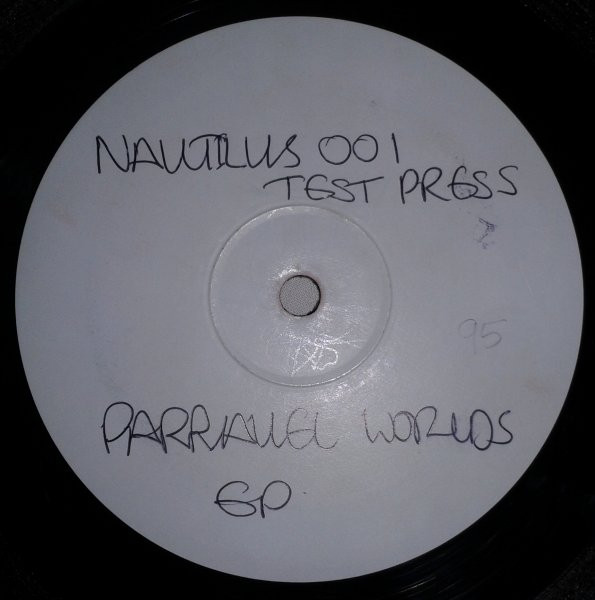 NAUTILUS 001
TEST PRESS
A
95
PARRALLEL WORLDS
EP